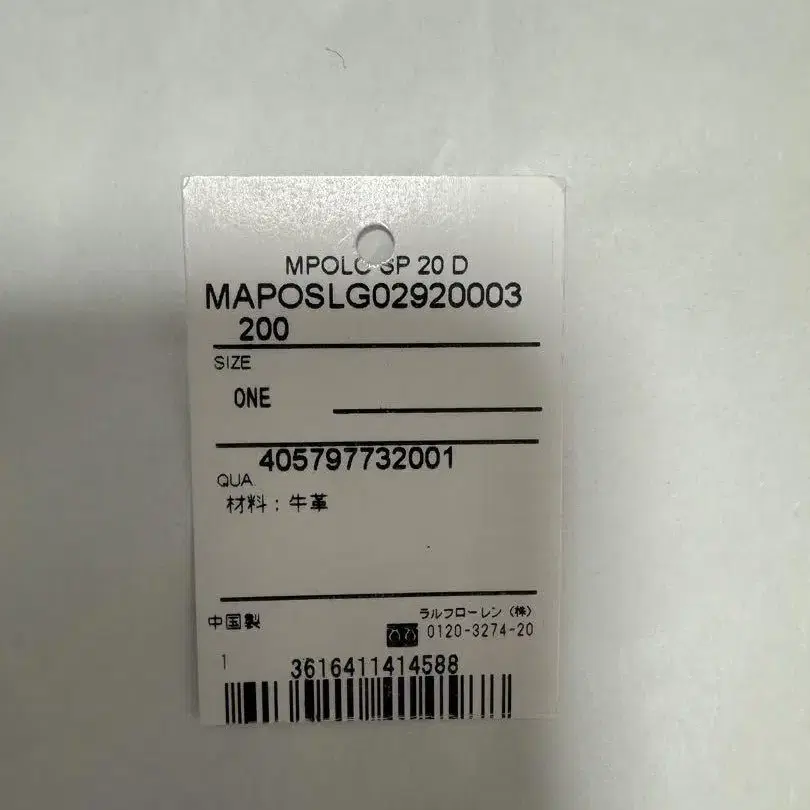 MPOLO SP 20 D
MAPOSLG02920003
200
SIZE
ONE
405797732001
QUA
材料：牛革
中国製
ラルフローレン（株）
0120-3274-20
1
3616411414588